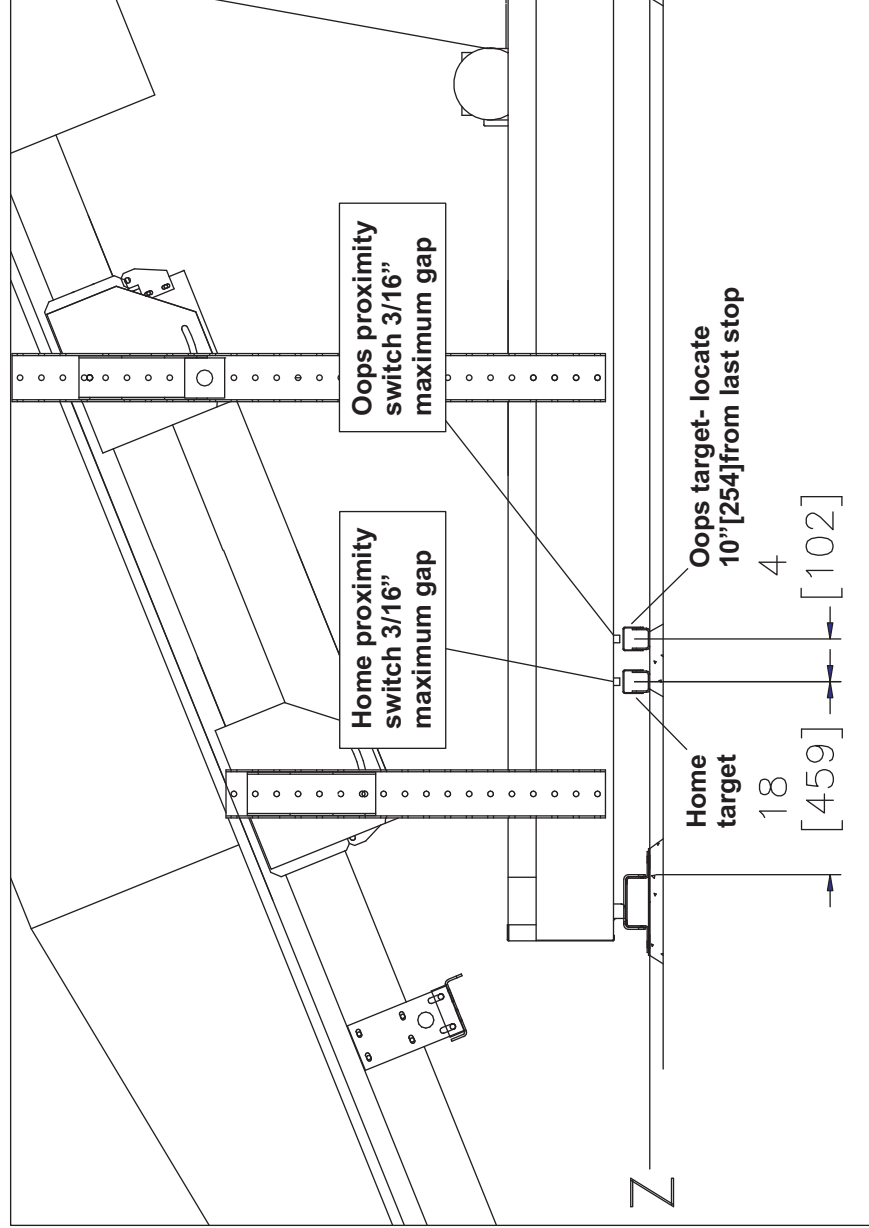 Oops proximity
switch 3/16”
maximum gap
Home proximity
switch 3/16”
maximum gap
Oops target- locate
10”[254]from last stop
Home
target
18
[459]
4
[102]
N